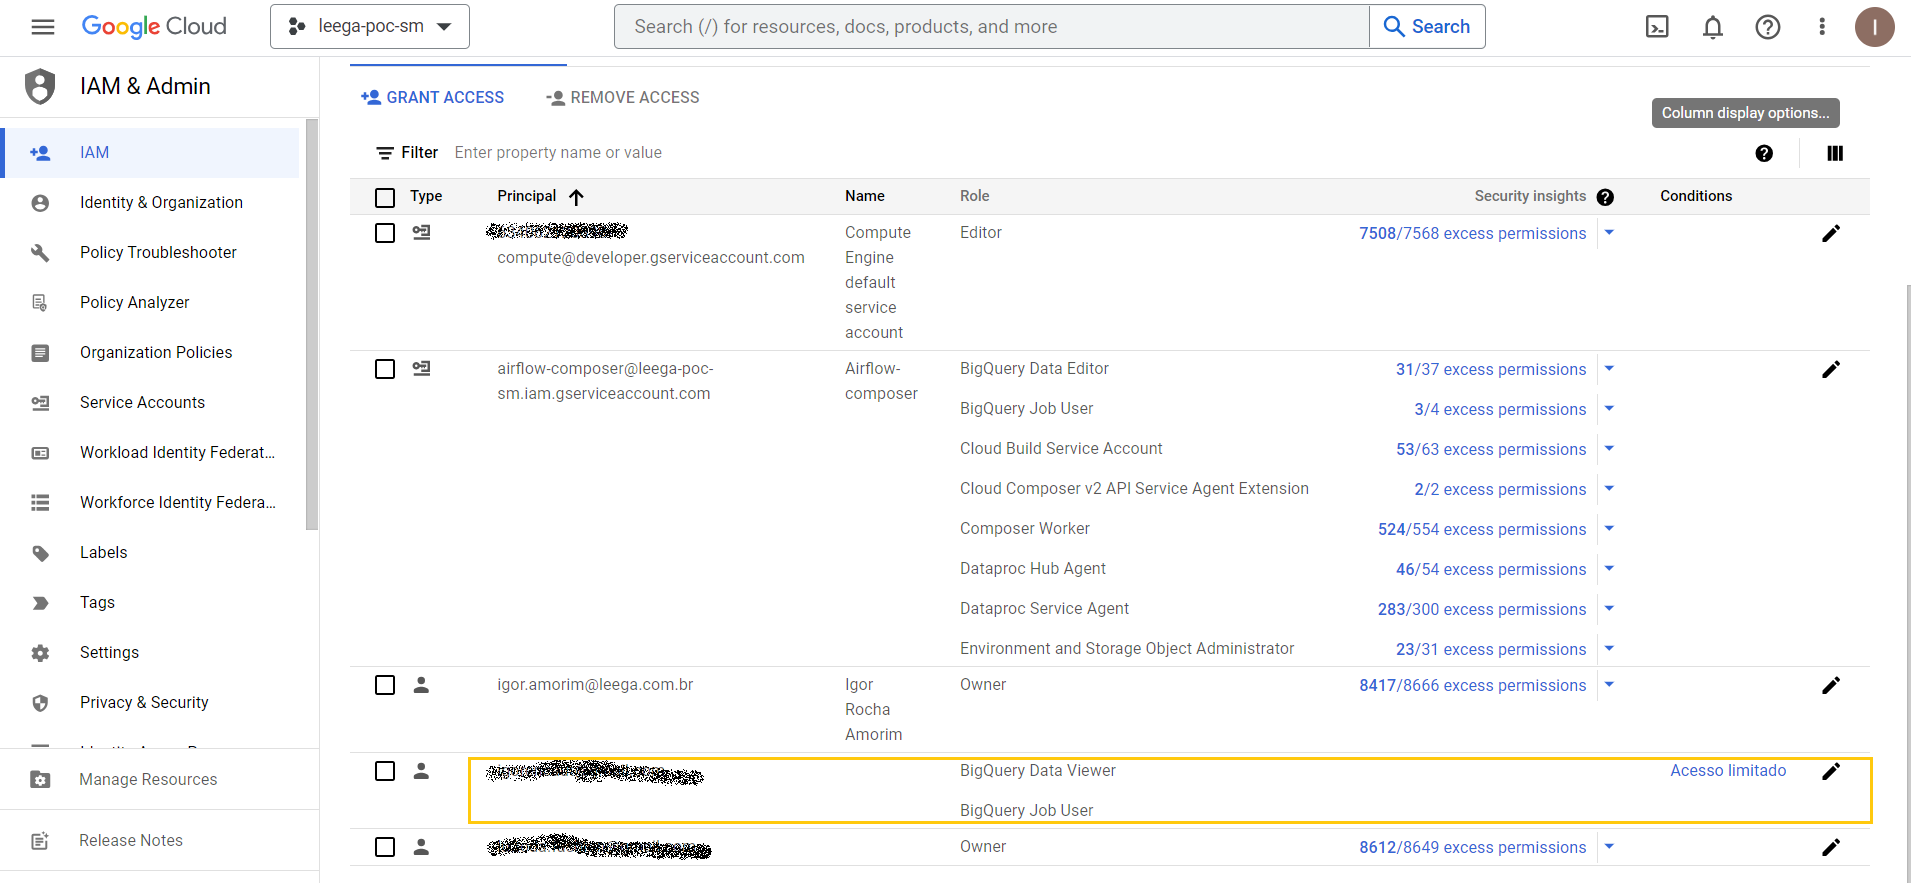 Google Cloud
leega-poc-sm
Search (/) for resources, docs, products, and more
Search
I
IAM & Admin
GRANT ACCESS
REMOVE ACCESS
Column display options...
IAM
Filter
Enter property name or value
Type
Principal
Name
Role
Security insights
Conditions
Identity & Organization
Policy Troubleshooter
Policy Analyzer
Organization Policies
Service Accounts
Workload Identity Federat...
Workforce Identity Federa...
Labels
Tags
Settings
Privacy & Security
Manage Resources
Release Notes
compute@developer.gserviceaccount.com
Compute
Engine
default
service
account
Editor
7508/7568 excess permissions
airflow-composer@leega-poc-
sm.iam.gserviceaccount.com
Airflow-
composer
BigQuery Data Editor
31/37 excess permissions
BigQuery Job User
3/4 excess permissions
Cloud Build Service Account
53/63 excess permissions
Cloud Composer v2 API Service Agent Extension
2/2 excess permissions
Composer Worker
524/554 excess permissions
Dataproc Hub Agent
46/54 excess permissions
Dataproc Service Agent
283/300 excess permissions
Environment and Storage Object Administrator
23/31 excess permissions
igor.amorim@leega.com.br
Igor
Rocha
Amorim
Owner
8417/8666 excess permissions
BigQuery Data Viewer
Acesso limitado
BigQuery Job User
Owner
8612/8649 excess permissions